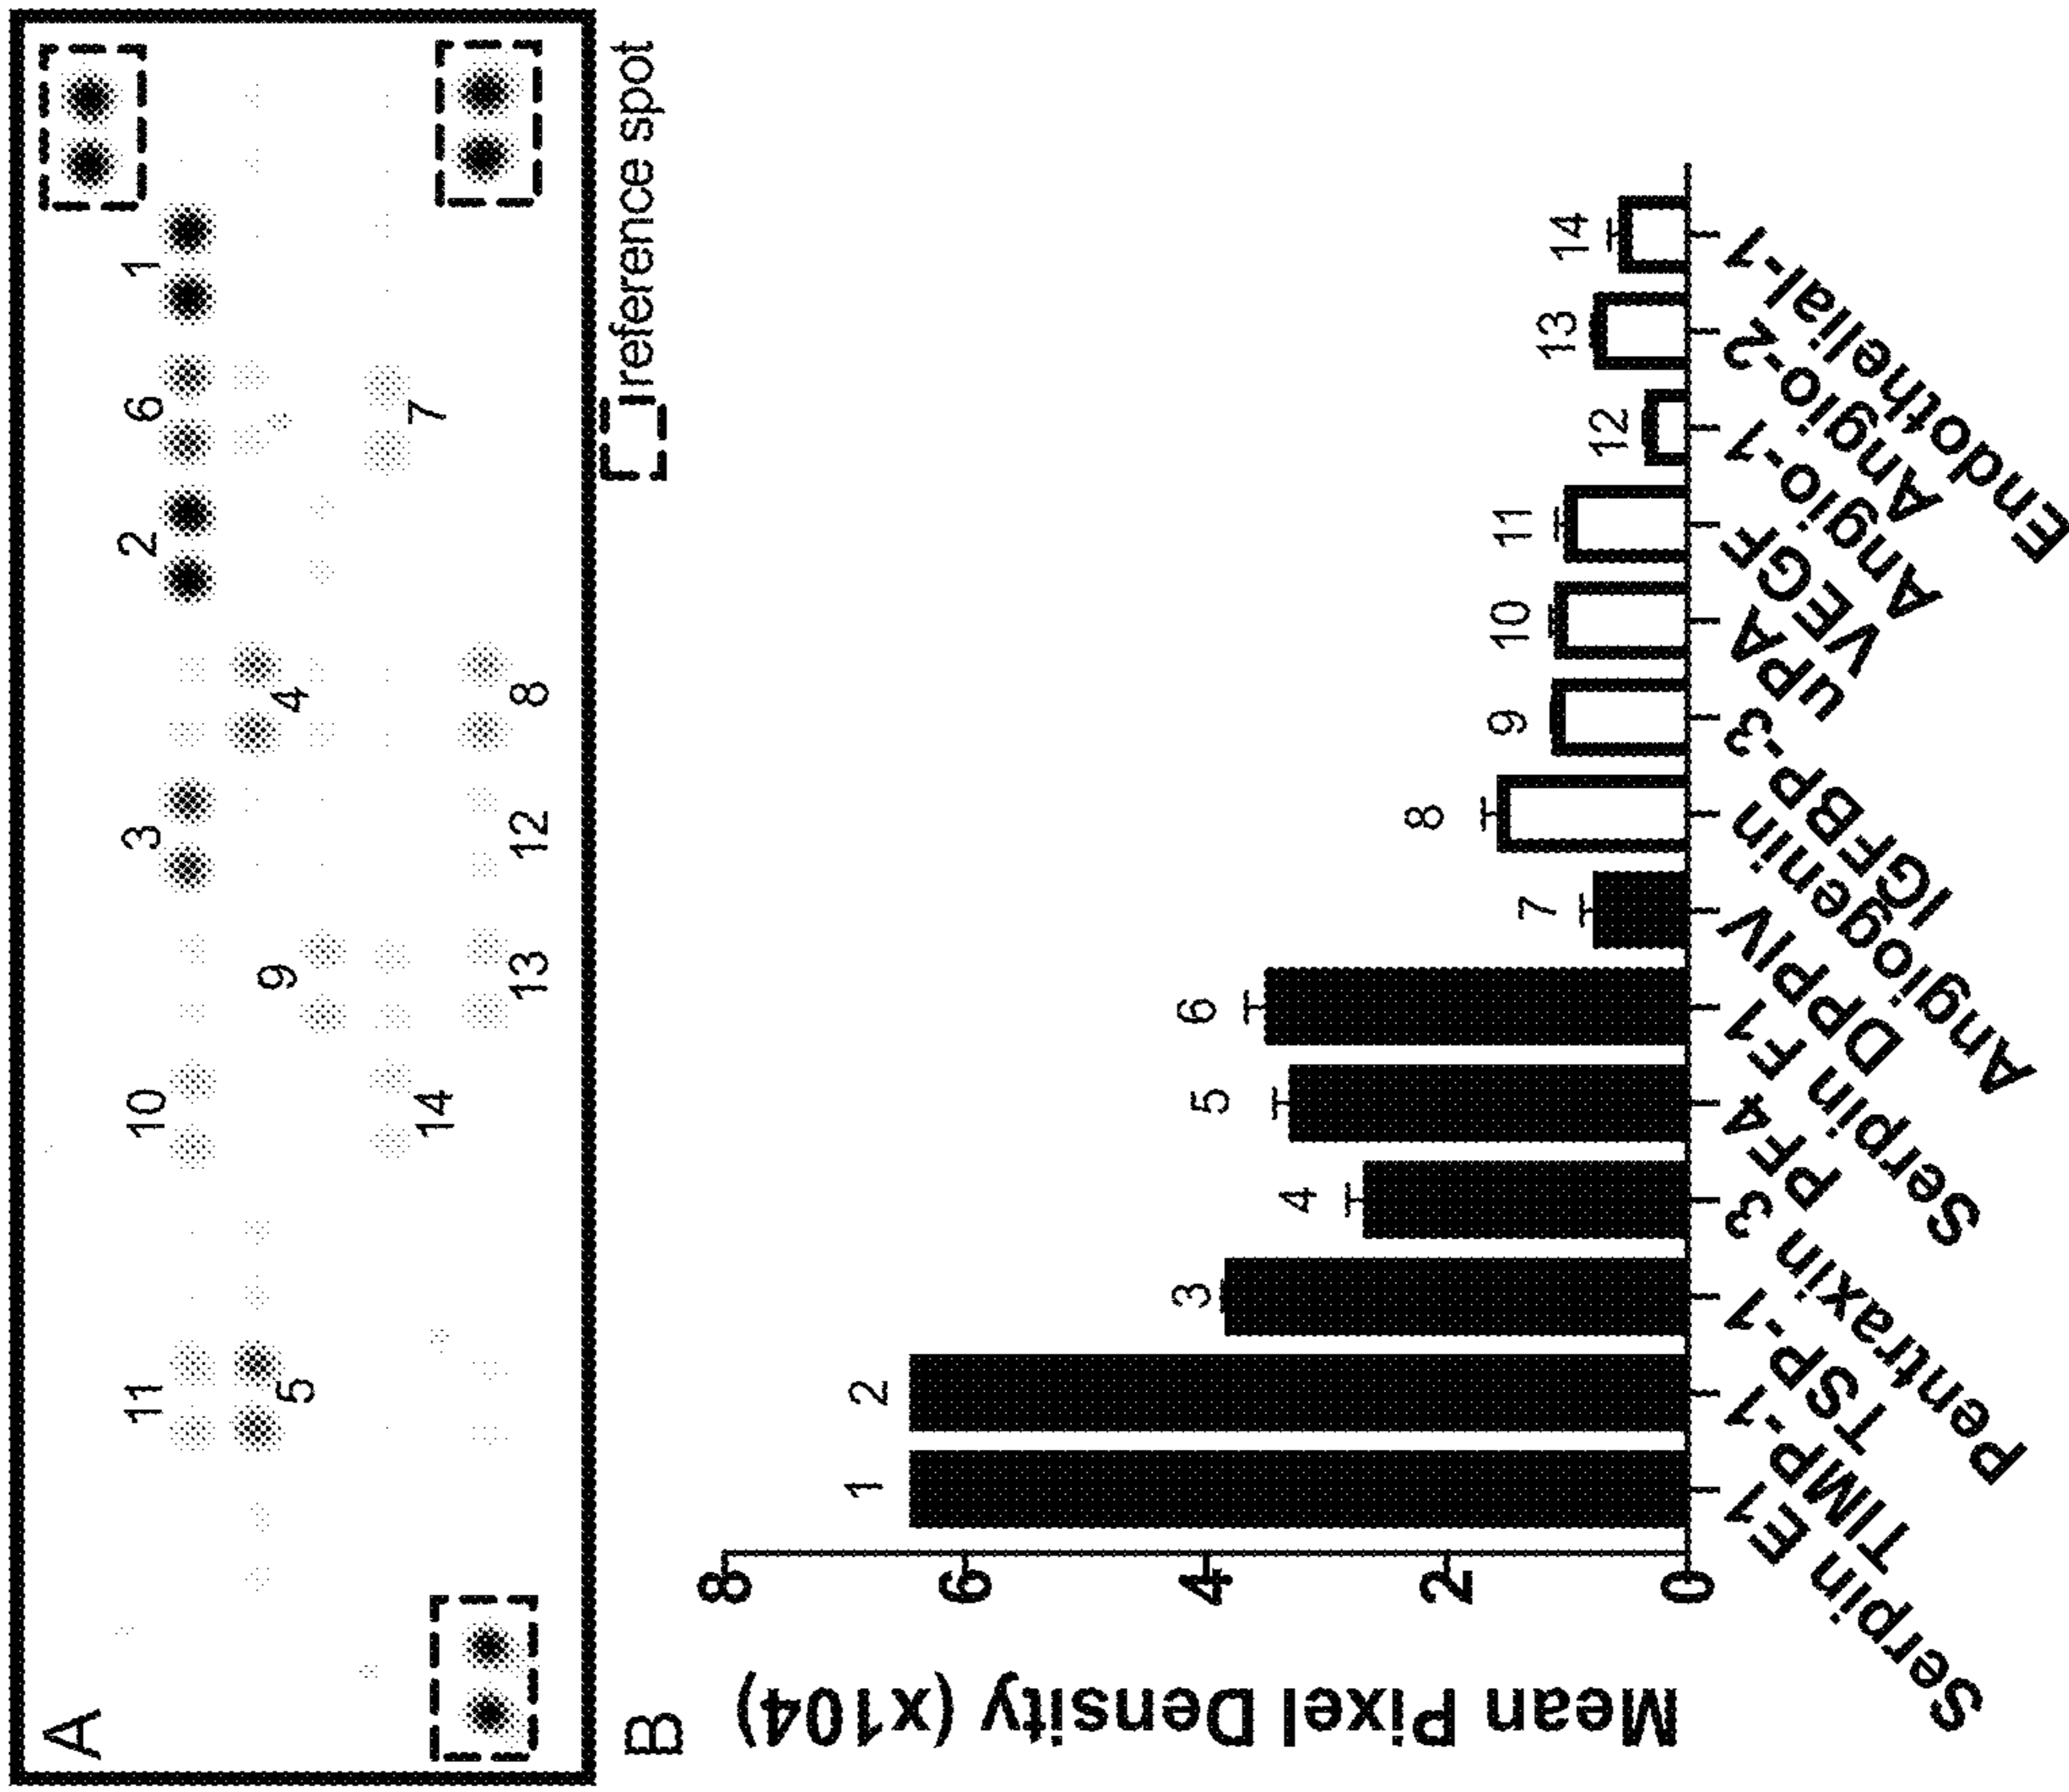 A
11
10
3
2
6
1
9
4
5
14
7
13
12
8
reference spot
B
Mean Pixel Density (x104)
8
6
4
2
0
1
2
3
4
5
6
7
8
9
10
11
12
13
14
Serpin E1
TIMP-1
TSP-1
Pentraxin 3
PF4
Serpin F1
DPPIV
Angiogenin
IGFBP-3
uPA
VEGF
Angio-1
Angio-2
Endothelial-1